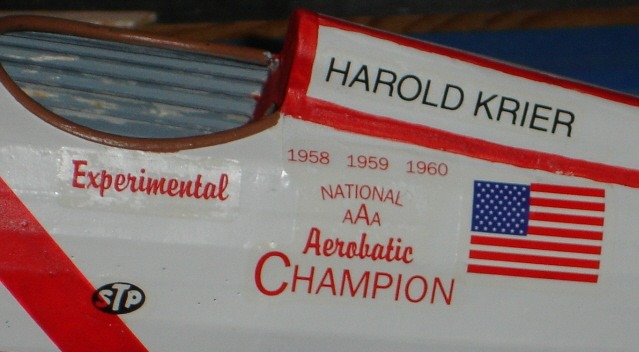 HAROLD KRIER
1958 1959 1960
Experimental
NATIONAL
AAA
Aerobatic
CHAMPION
STP